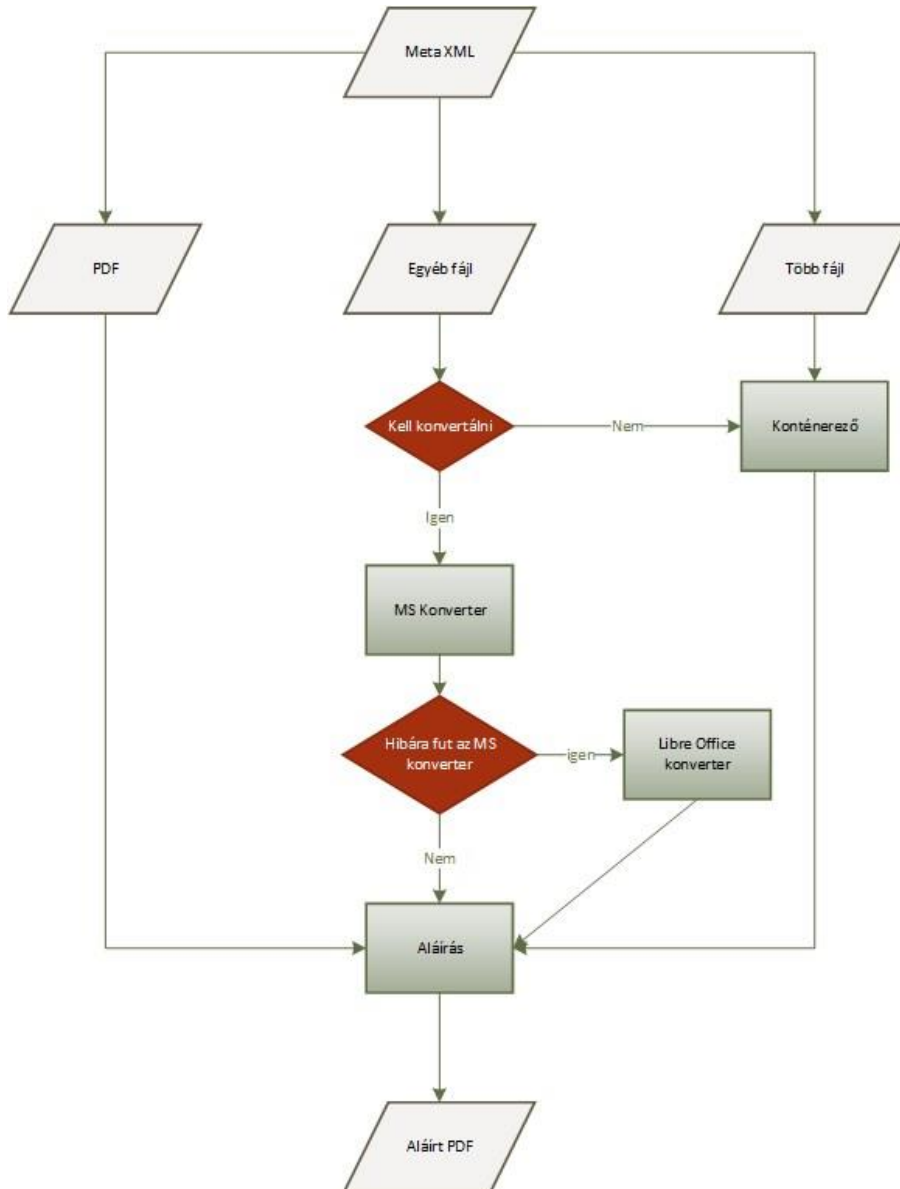 Meta XML
PDF
Egyéb fájl
Több fájl
Kell konvertálni
Nem
Konténerező
Igen
MS Konverter
Hibára fut az MS
konverter
igen
Libre Office
konverter
Nem
Aláírás
Aláírt PDF